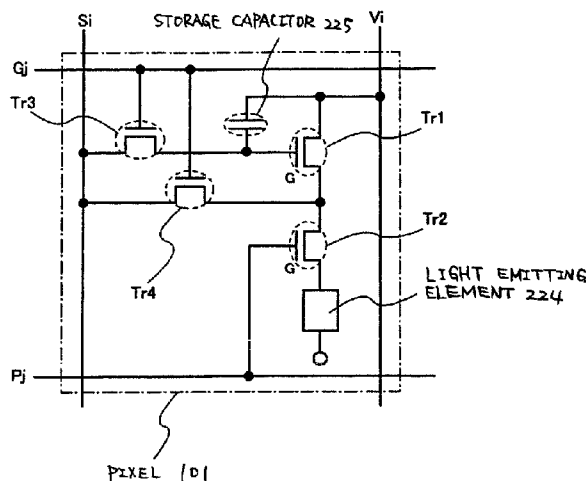 STORAGE CAPACITOR 225
Si
Vi
Gj
Tr3
Tr1
G
Tr2
G
Tr4
LIGHT EMITTING
ELEMENT 224
Pj
PIXEL 101